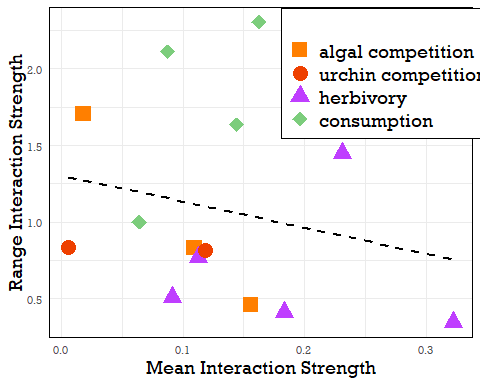 algal competition
urchin competition
herbivory
consumption
Range Interaction Strength
2.0
1.5
1.0
0.5
0.0
0.1
0.2
0.3
Mean Interaction Strength